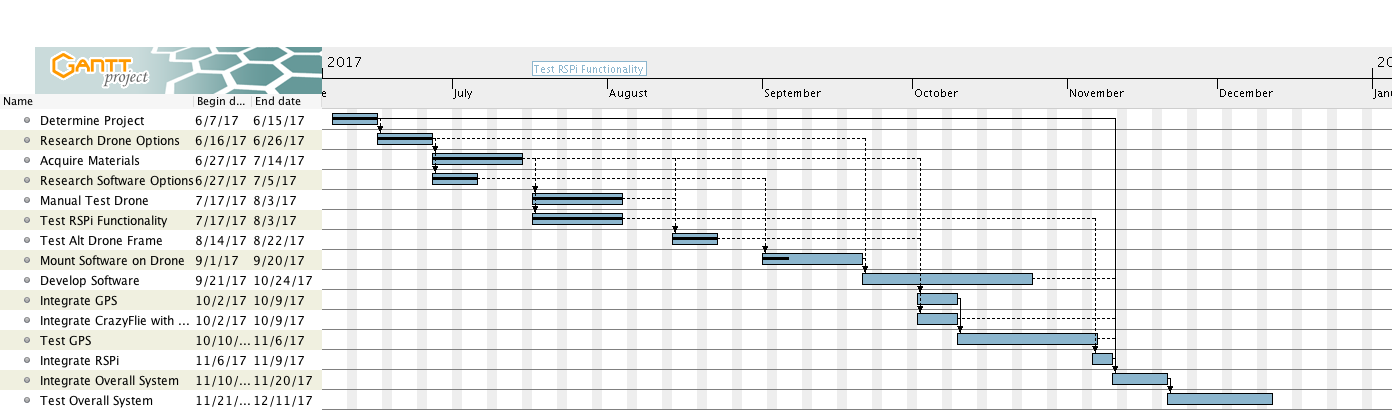 GANTT project
2017
20
Test RSPi Functionality
e July August September October November December Janu
Name Begin d... End date
Determine Project 6/7/17 6/15/17
Research Drone Options 6/16/17 6/26/17
Acquire Materials 6/27/17 7/14/17
Research Software Options 6/27/17 7/5/17
Manual Test Drone 7/17/17 8/3/17
Test RSPi Functionality 7/17/17 8/3/17
Test Alt Drone Frame 8/14/17 8/22/17
Mount Software on Drone 9/1/17 9/20/17
Develop Software 9/21/17 10/24/17
Integrate GPS 10/2/17 10/9/17
Integrate CrazyFlie with ... 10/2/17 10/9/17
Test GPS 10/10/... 11/6/17
Integrate RSPi 11/6/17 11/9/17
Integrate Overall System 11/10/... 11/20/17
Test Overall System 11/21/... 12/11/17